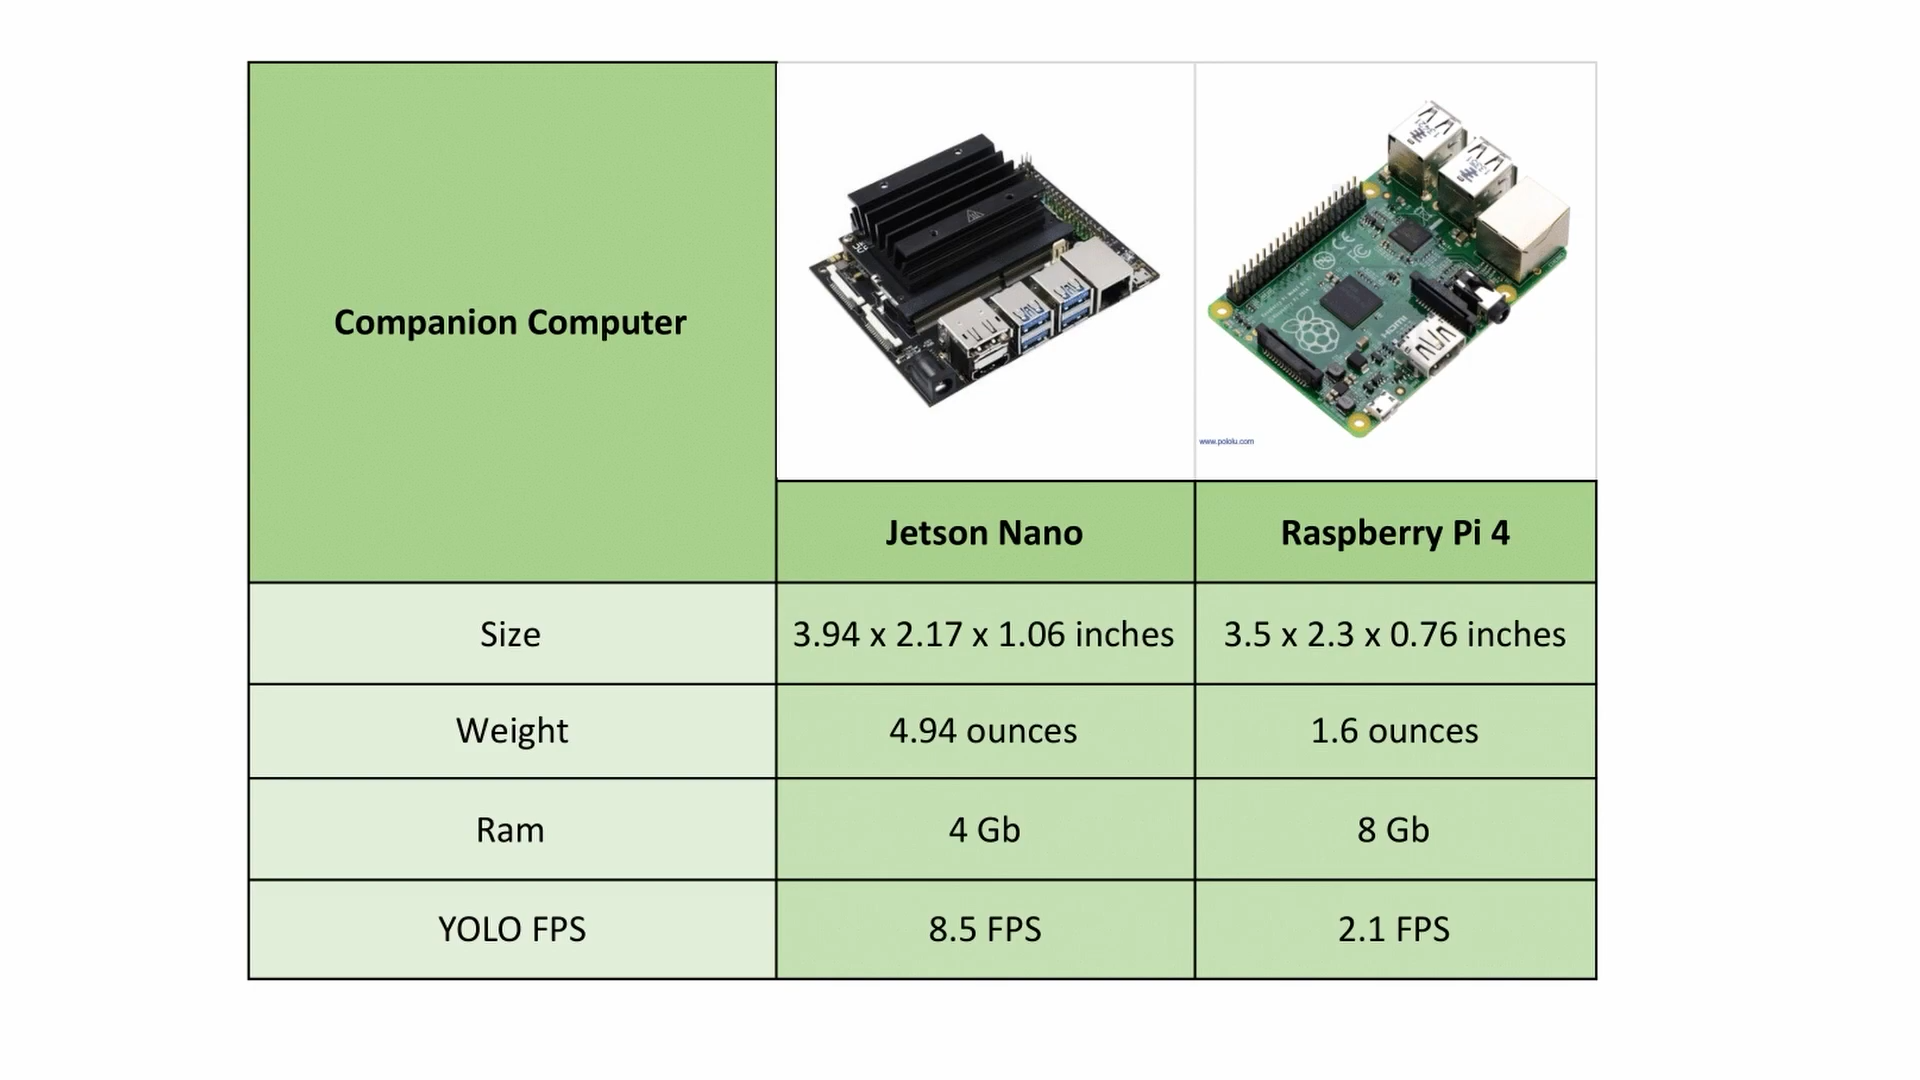 Companion Computer
www.pololu.com
Jetson Nano
Raspberry Pi 4
Size
3.94 x 2.17 x 1.06 inches
3.5 x 2.3 x 0.76 inches
Weight
4.94 ounces
1.6 ounces
Ram
4 Gb
8 Gb
YOLO FPS
8.5 FPS
2.1 FPS